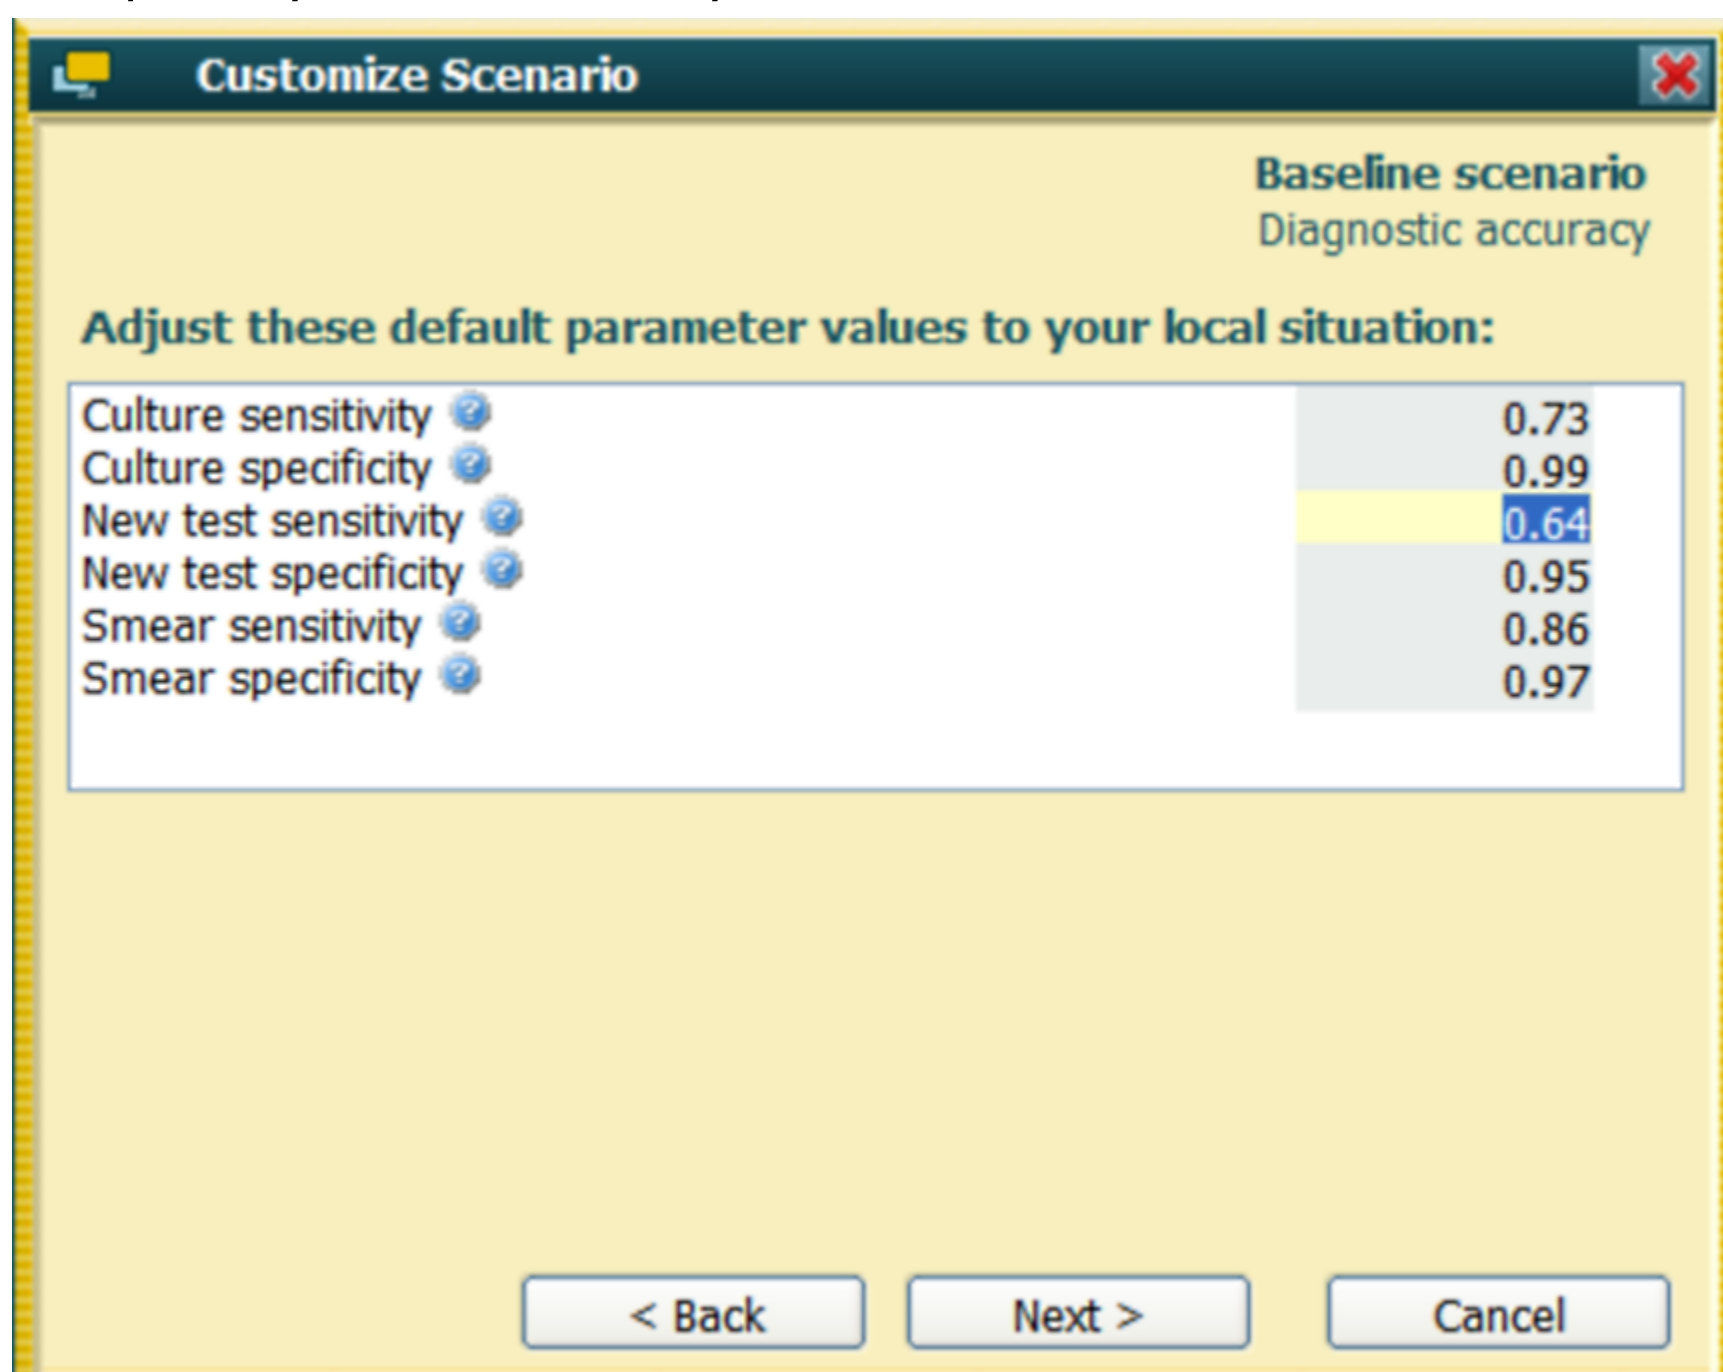 Customize Scenario
Baseline scenario
Diagnostic accuracy
Adjust these default parameter values to your local situation:
Culture sensitivity ? 0.73
Culture specificity ? 0.99
New test sensitivity ? 0.64
New test specificity ? 0.95
Smear sensitivity ? 0.86
Smear specificity ? 0.97
< Back Next > Cancel